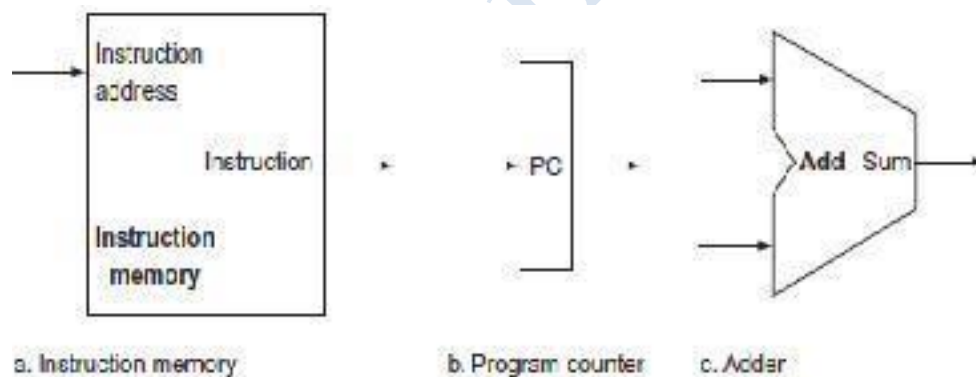 Instruction
address
Instruction
Instruction
memory
a. Instruction memory
PC
b. Program counter
Add Sum
c. Adder